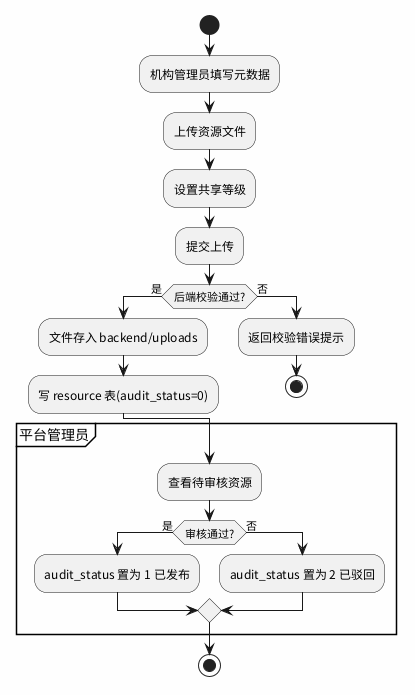 机构管理员填写元数据
上传资源文件
设置共享等级
提交上传
是
后端校验通过?
否
文件存入 backend/uploads
返回校验错误提示
写 resource 表(audit_status=0)
平台管理员
查看待审核资源
是
审核通过?
否
audit_status 置为 1 已发布
audit_status 置为 2 已驳回